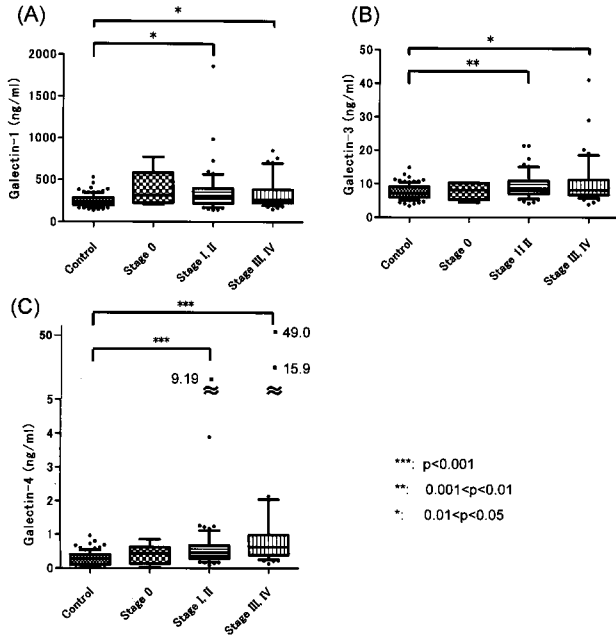 (A)
*
*
Galectin-1 (ng/ml)
2000
1500
1000
500
0
Control
Stage 0
Stage I, II
Stage III, IV
(B)
*
**
Galectin-3 (ng/ml)
50
40
30
20
10
0
Control
Stage 0
Stage I I II
Stage III, IV
(C)
***
***
Galectin-4 (ng/ml)
50
5
4
3
2
1
0
9.19
49.0
15.9
Control
Stage 0
Stage I, II
Stage III, IV
***: p<0.001
**: 0.001<p<0.01
*: 0.01<p<0.05